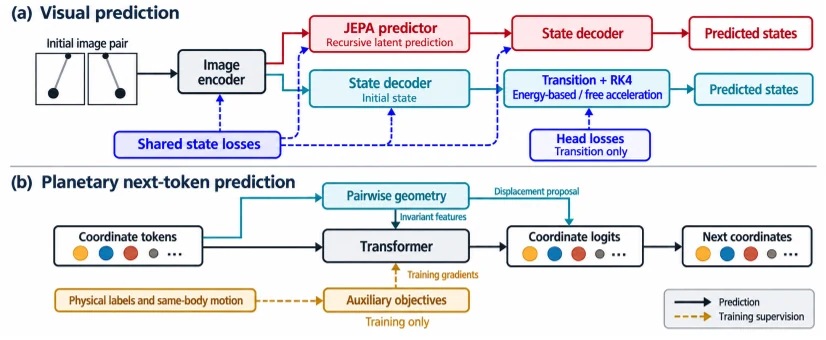 (a) Visual prediction
Initial image pair
Image
encoder
JEPA predictor
Recursive latent prediction
State decoder
Predicted states
State decoder
Initial state
Transition + RK4
Energy-based / free acceleration
Predicted states
Shared state losses
Head losses
Transition only
(b) Planetary next-token prediction
Pairwise geometry
Displacement proposal
Invariant features
Coordinate tokens
...
Transformer
Coordinate logits
...
Next coordinates
...
Training gradients
Physical labels and same-body motion
Auxiliary objectives
Training only
Prediction
Training supervision